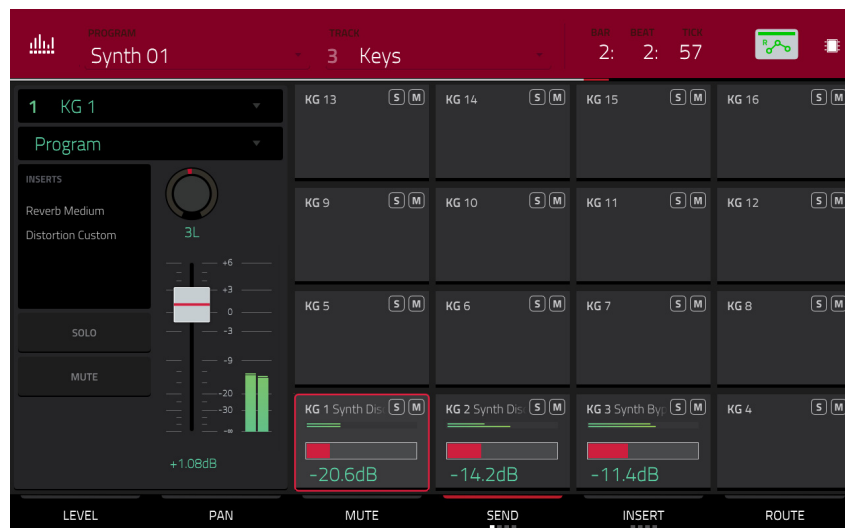 PROGRAM
Synth 01
TRACK
3 Keys
BAR BEAT TICK
2: 2: 57
R
1 KG 1
Program
INSERTS
Reverb Medium
Distortion Custom
3L
+6
+3
0
-3
-9
-20
-30
-∞
SOLO
MUTE
+1.08dB
KG 13 S M
KG 14 S M
KG 15 S M
KG 16 S M
KG 9 S M
KG 10 S M
KG 11 S M
KG 12 S M
KG 5 S M
KG 6 S M
KG 7 S M
KG 8 S M
KG 1 Synth Dis S M
-20.6dB
KG 2 Synth Dis S M
-14.2dB
KG 3 Synth Byp S M
-11.4dB
KG 4 S M
LEVEL PAN MUTE SEND INSERT ROUTE